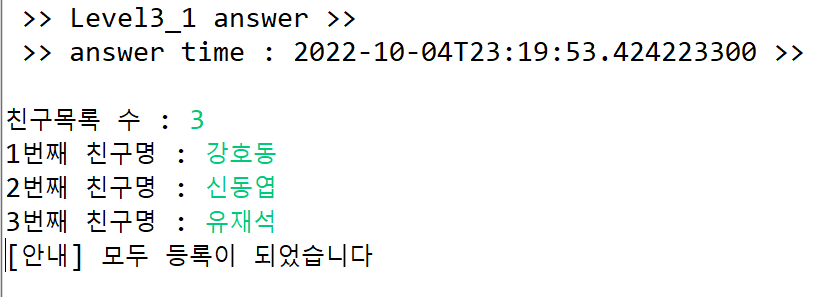 >> Level3_1 answer >>
>> answer time : 2022-10-04T23:19:53.424223300 >>
친구목록 수 : 3
1번째 친구명 : 강호동
2번째 친구명 : 신동엽
3번째 친구명 : 유재석
[안내] 모두 등록이 되었습니다